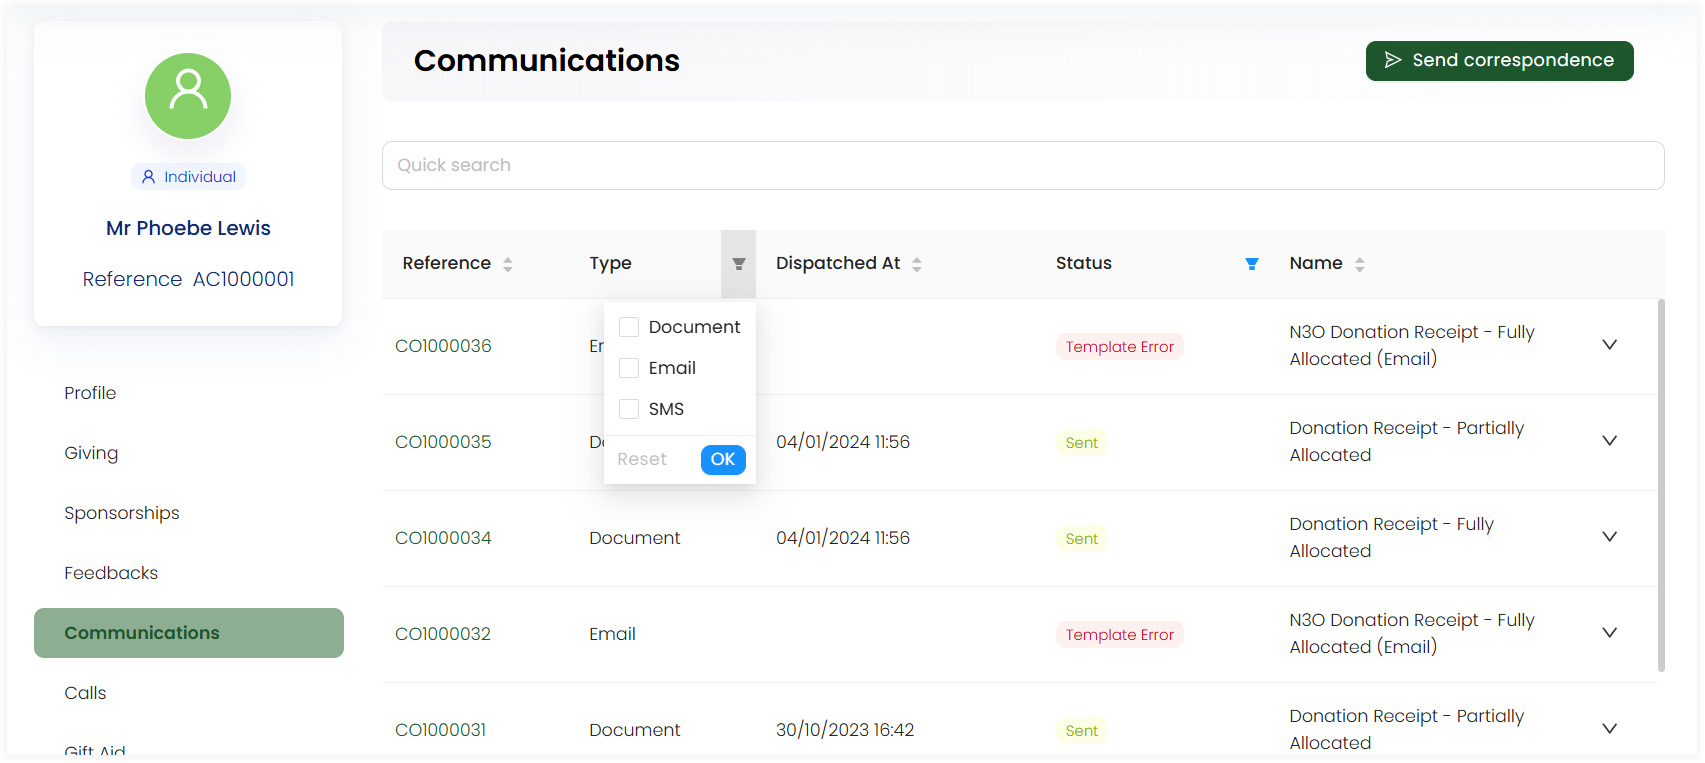 Individual
Mr Phoebe Lewis
Reference AC1000001
Profile
Giving
Sponsorships
Feedbacks
Communications
Calls
Gift Aid
Communications
Send correspondence
Quick search
Reference Type Dispatched At Status Name
Document
Email
SMS
Reset OK
CO1000036 Template Error N3O Donation Receipt - Fully
Allocated (Email)
CO1000035 04/01/2024 11:56 Sent Donation Receipt - Partially
Allocated
CO1000034 Document 04/01/2024 11:56 Sent Donation Receipt - Fully
Allocated
CO1000032 Email Template Error N3O Donation Receipt - Fully
Allocated (Email)
CO1000031 Document 30/10/2023 16:42 Sent Donation Receipt - Partially
Allocated